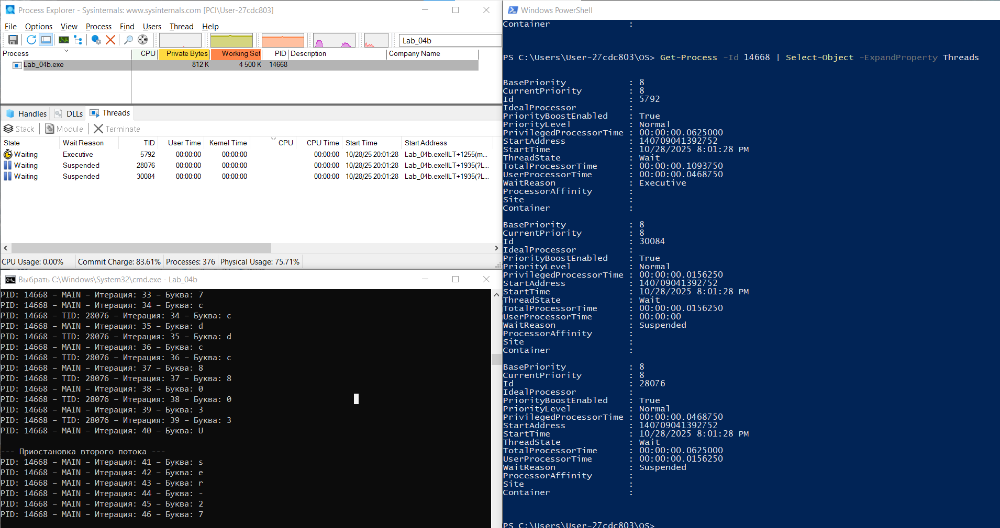 Process Explorer - Sysinternals: www.sysinternals.com [PCI\User-27cdc803]
File Options View Process Find Users Thread Help
Lab_04b
Process CPU Private Bytes Working Set PID Description Company Name
Lab_04b.exe 812 K 4 500 K 14668
Handles DLLs Threads
Stack Module Terminate
State Wait Reason TID User Time Kernel Time CPU CPU Time Start Time Start Address
Waiting Executive 5792 00:00:00 00:00:00 00:00:00 10/28/25 20:01:28 Lab_04b.exe!ILT+1255(m...
Waiting Suspended 28076 00:00:00 00:00:00 00:00:00 10/28/25 20:01:28 Lab_04b.exe!ILT+1935(?L...
Waiting Suspended 30084 00:00:00 00:00:00 00:00:00 10/28/25 20:01:28 Lab_04b.exe!ILT+1935(?L...
CPU Usage: 0.00% Commit Charge: 83.61% Processes: 376 Physical Usage: 75.71%
Выбрать C:\Windows\System32\cmd.exe - Lab_04b
PID: 14668 – MAIN – Итерация: 33 – Буква: 7
PID: 14668 – MAIN – Итерация: 34 – Буква: c
PID: 14668 – TID: 28076 – Итерация: 34 – Буква: c
PID: 14668 – MAIN – Итерация: 35 – Буква: d
PID: 14668 – TID: 28076 – Итерация: 35 – Буква: d
PID: 14668 – MAIN – Итерация: 36 – Буква: c
PID: 14668 – TID: 28076 – Итерация: 36 – Буква: c
PID: 14668 – MAIN – Итерация: 37 – Буква: 8
PID: 14668 – TID: 28076 – Итерация: 37 – Буква: 8
PID: 14668 – MAIN – Итерация: 38 – Буква: 0
PID: 14668 – TID: 28076 – Итерация: 38 – Буква: 0
PID: 14668 – MAIN – Итерация: 39 – Буква: 3
PID: 14668 – TID: 28076 – Итерация: 39 – Буква: 3
PID: 14668 – MAIN – Итерация: 40 – Буква: U
--- Приостановка второго потока ---
PID: 14668 – MAIN – Итерация: 41 – Буква: s
PID: 14668 – MAIN – Итерация: 42 – Буква: e
PID: 14668 – MAIN – Итерация: 43 – Буква: r
PID: 14668 – MAIN – Итерация: 44 – Буква: -
PID: 14668 – MAIN – Итерация: 45 – Буква: 2
PID: 14668 – MAIN – Итерация: 46 – Буква: 7
Windows PowerShell
Container :
PS C:\Users\User-27cdc803\OS> Get-Process -Id 14668 | Select-Object -ExpandProperty Threads
BasePriority : 8
CurrentPriority : 8
Id : 5792
IdealProcessor :
PriorityBoostEnabled : True
PriorityLevel : Normal
PrivilegedProcessorTime : 00:00:00.0625000
StartAddress : 140709041392752
StartTime : 10/28/2025 8:01:28 PM
ThreadState : Wait
TotalProcessorTime : 00:00:00.1093750
UserProcessorTime : 00:00:00.0468750
WaitReason : Executive
ProcessorAffinity :
Site :
Container :
BasePriority : 8
CurrentPriority : 8
Id : 30084
IdealProcessor :
PriorityBoostEnabled : True
PriorityLevel : Normal
PrivilegedProcessorTime : 00:00:00.0156250
StartAddress : 140709041392752
StartTime : 10/28/2025 8:01:28 PM
ThreadState : Wait
TotalProcessorTime : 00:00:00.0156250
UserProcessorTime : 00:00:00
WaitReason : Suspended
ProcessorAffinity :
Site :
Container :
BasePriority : 8
CurrentPriority : 8
Id : 28076
IdealProcessor :
PriorityBoostEnabled : True
PriorityLevel : Normal
PrivilegedProcessorTime : 00:00:00.0468750
StartAddress : 140709041392752
StartTime : 10/28/2025 8:01:28 PM
ThreadState : Wait
TotalProcessorTime : 00:00:00.0625000
UserProcessorTime : 00:00:00.0156250
WaitReason : Suspended
ProcessorAffinity :
Site :
Container :
PS C:\Users\User-27cdc803\OS>